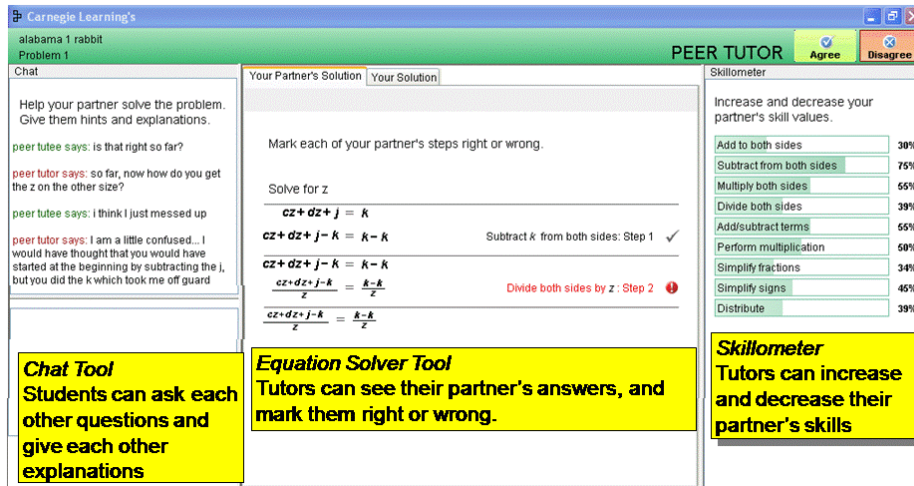 Carnegie Learning's
alabama 1 rabbit
Problem 1
PEER TUTOR
Agree
Disagree
Chat
Help your partner solve the problem.
Give them hints and explanations.
peer tutee says: is that right so far?
peer tutor says: so far, now how do you get
the z on the other size?
peer tutee says: i think I just messed up
peer tutor says: I am a little confused... I
would have thought that you would have
started at the beginning by subtracting the j,
but you did the k which took me off guard
Chat Tool
Students can ask each
other questions and
give each other
explanations
Your Partner's Solution
Your Solution
Mark each of your partner's steps right or wrong.
Solve for z
cz + dz + j = k
cz + dz + j - k = k - k
Subtract k from both sides: Step 1
cz + dz + j - k = k - k
(cz+dz+j-k)/z = (k-k)/z
Divide both sides by z : Step 2
(cz+dz+j-k)/z = (k-k)/z
Equation Solver Tool
Tutors can see their partner's answers, and
mark them right or wrong.
Skillometer
Increase and decrease your
partner's skill values.
Add to both sides 30%
Subtract from both sides 75%
Multiply both sides 55%
Divide both sides 39%
Add/subtract terms 55%
Perform multiplication 50%
Simplify fractions 34%
Simplify signs 45%
Distribute 39%
Skillometer
Tutors can increase
and decrease their
partner's skills